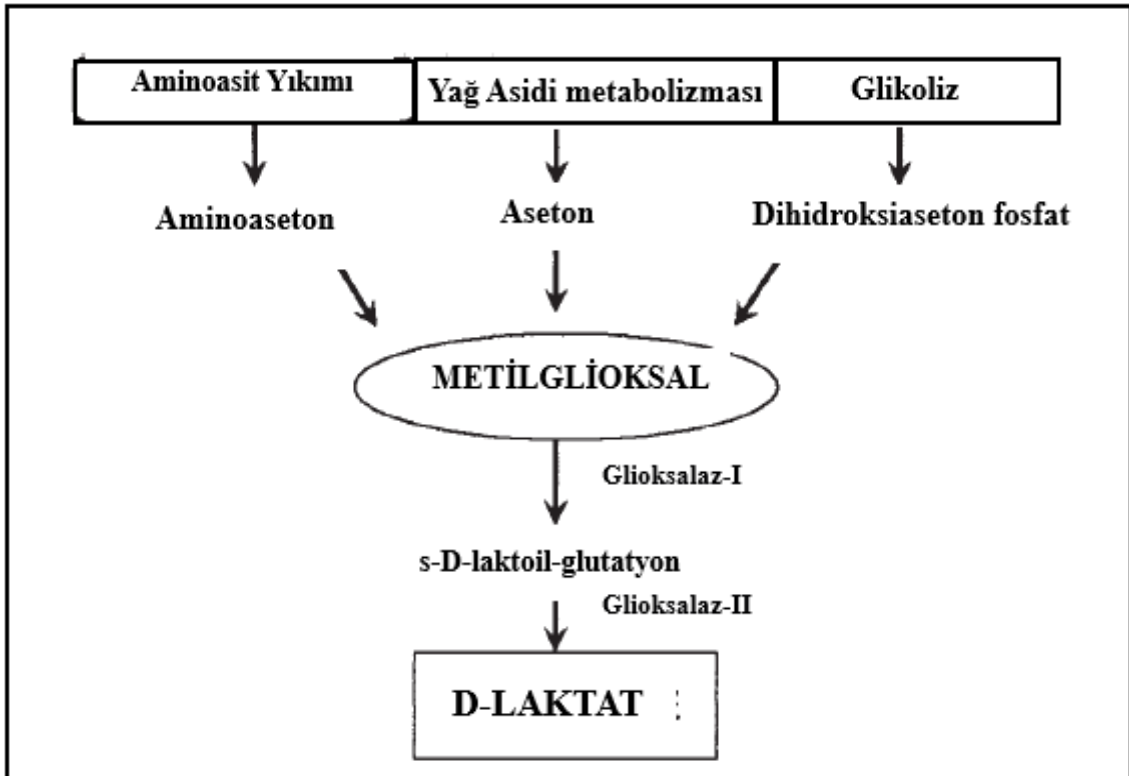 Aminoasit Yıkımı
Yağ Asidi metabolizması
Glikoliz
Aminoaseton
Aseton
Dihidroksiaseton fosfat
METİLGLİOKSAL
Glioksalaz-I
s-D-laktoil-glutatyon
Glioksalaz-II
D-LAKTAT